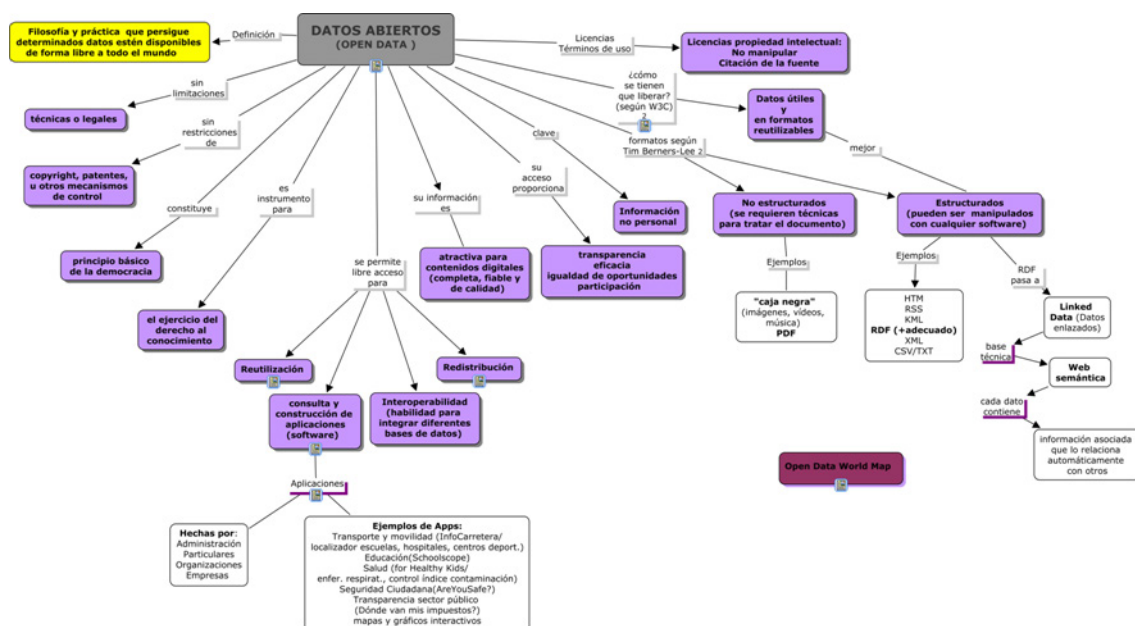 DATOS ABIERTOS
(OPEN DATA )
Definición
Filosofía y práctica que persigue
determinados datos estén disponibles
de forma libre a todo el mundo
Licencias
Términos de uso
Licencias propiedad intelectual:
No manipular
Citación de la fuente
sin
limitaciones
técnicas o legales
sin
restricciones
de
copyright, patentes,
u otros mecanismos
de control
constituye
principio básico
de la democracia
es
instrumento
para
el ejercicio del
derecho al
conocimiento
se permite
libre acceso
para
Reutilización
consulta y
construcción de
aplicaciones
(software)
Interoperabilidad
(habilidad para
integrar diferentes
bases de datos)
Redistribución
Aplicaciones
Hechas por:
Administración
Particulares
Organizaciones
Empresas
Ejemplos de Apps:
Transporte y movilidad (InfoCarretera/
localizador escuelas, hospitales, centros deport.)
Educación(Schoolscope)
Salud (for Healthy Kids/
enfer. respirat., control índice contaminación)
Seguridad Ciudadana(AreYouSafe?)
Transparencia sector público
(Dónde van mis impuestos?)
mapas y gráficos interactivos
su información
es
atractiva para
contenidos digitales
(completa, fiable y
de calidad)
su
acceso
proporciona
transparencia
eficacia
igualdad de oportunidades
participación
clave
Información
no personal
¿cómo
se tienen
que liberar?
(según W3C)
2
Datos útiles
y
en formatos
reutilizables
formatos según
Tim Berners-Lee 2
mejor
No estructurados
(se requieren técnicas
para tratar el documento)
Ejemplos
"caja negra"
(imágenes, vídeos,
música)
PDF
Estructurados
(pueden ser manipulados
con cualquier software)
Ejemplos
HTM
RSS
KML
RDF (+adecuado)
XML
CSV/TXT
RDF
pasa a
Linked
Data (Datos
enlazados)
base
técnica
Web
semántica
cada dato
contiene
información asociada
que lo relaciona
automáticamente
con otros
Open Data World Map